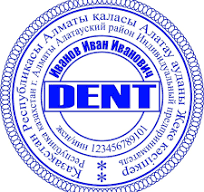 Қазақстан Республикасы Алматы қаласы Алатау ауданы Жеке кәсіпкер
Республика казахстан г. Алматы Алатауский район Индивидуальный предприниматель
Иванов Иван Иванович
DENT
иин 123456789101